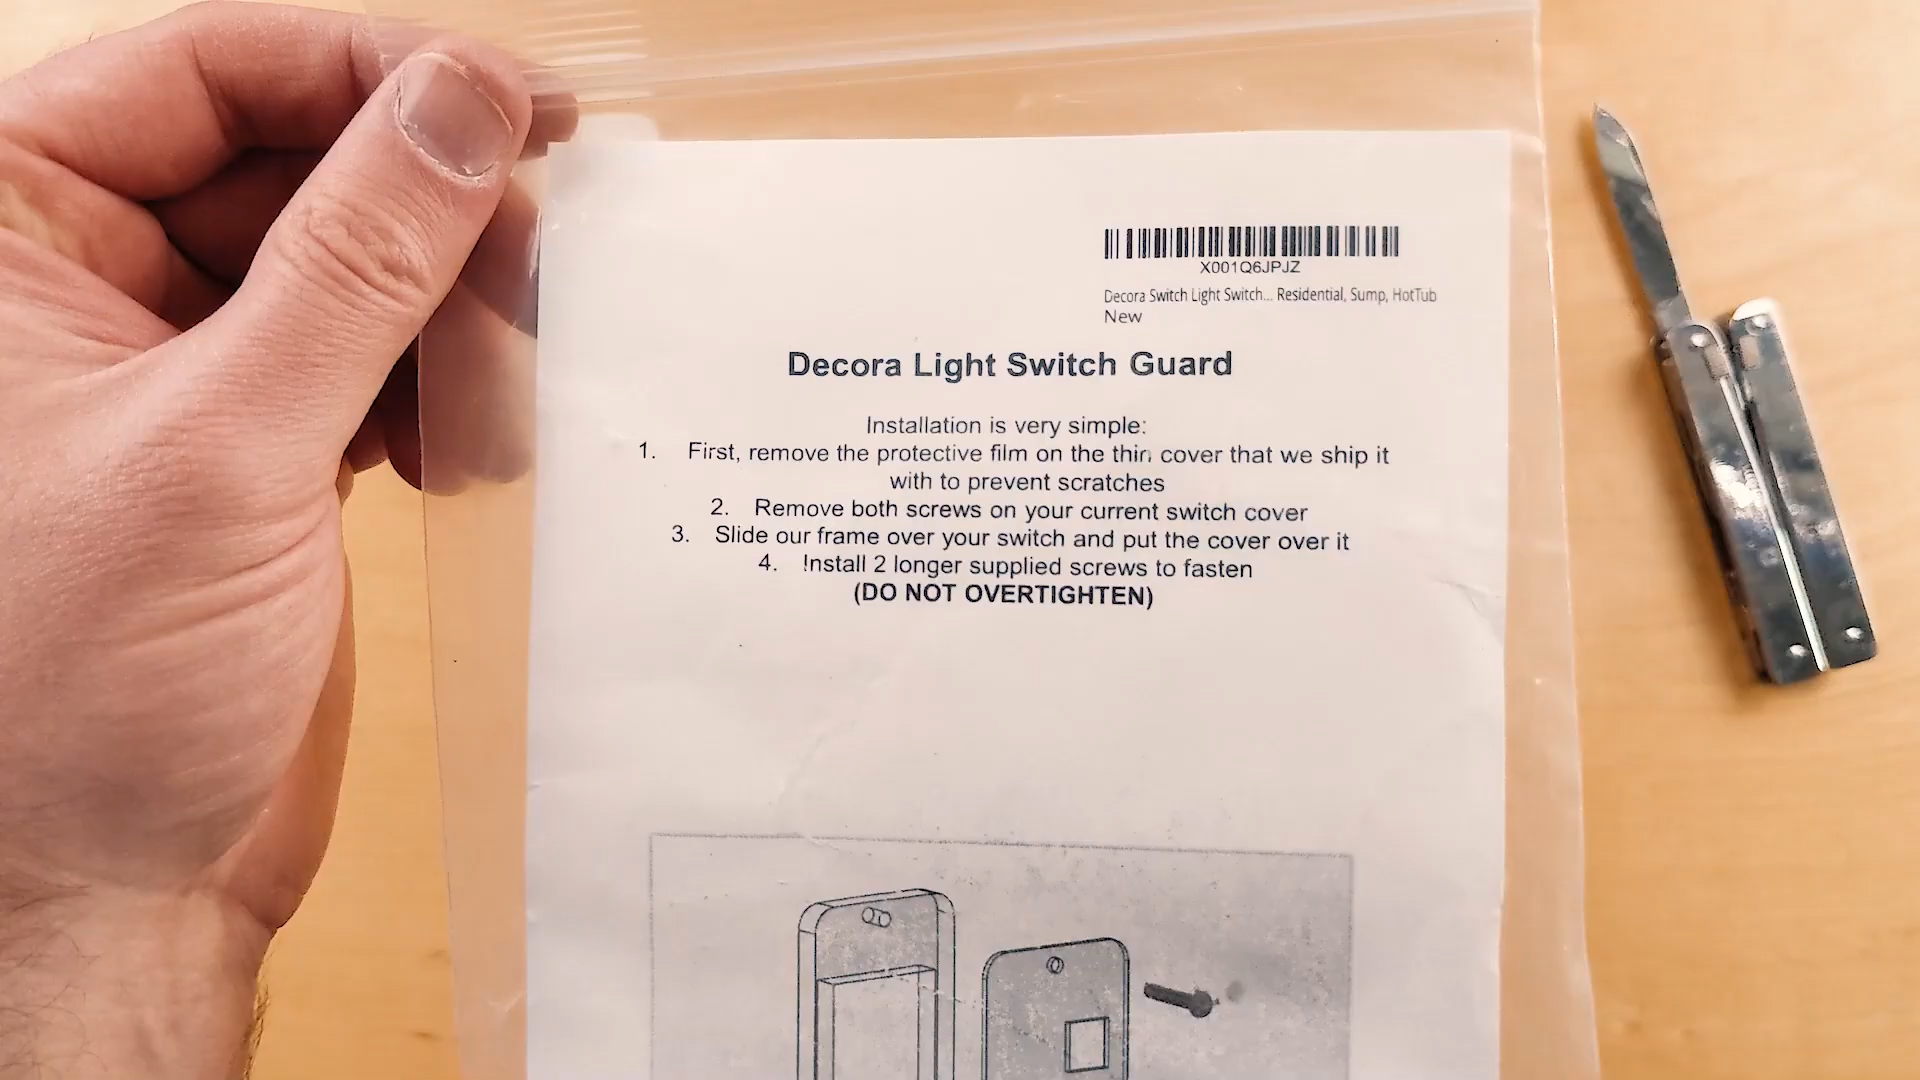 X001Q6JPJZ
Decora Switch Light Switch... Residential, Sump, HotTub
New
Decora Light Switch Guard
Installation is very simple:
1. First, remove the protective film on the thin cover that we ship it
with to prevent scratches
2. Remove both screws on your current switch cover
3. Slide our frame over your switch and put the cover over it
4. Install 2 longer supplied screws to fasten
(DO NOT OVERTIGHTEN)